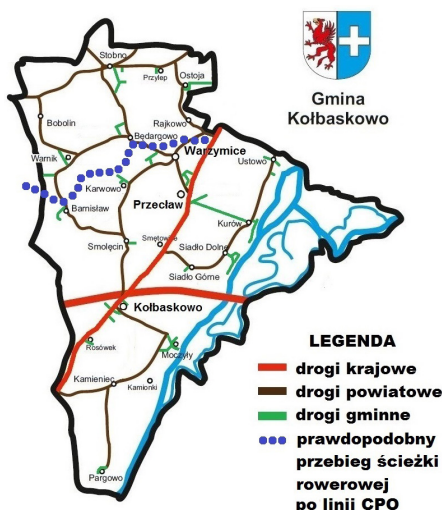 Stobno
Przylep
Ostoja
Gmina
Kołbaskowo
Bobolin
Rajkowo
Będargowo
Warzymice
Warnik
Ustowo
Karwowo
Przecław
Barnisław
Kurów
Smolęcin
Smętowice
Siadło Dolne
Siadło Górne
Kołbaskowo
Rosówek
Moczyły
LEGENDA
drogi krajowe
Kamieniec
Kamionki
drogi powiatowe
drogi gminne
prawdopodobny
przebieg ścieżki
rowerowej
Pargowo
po linii CPO